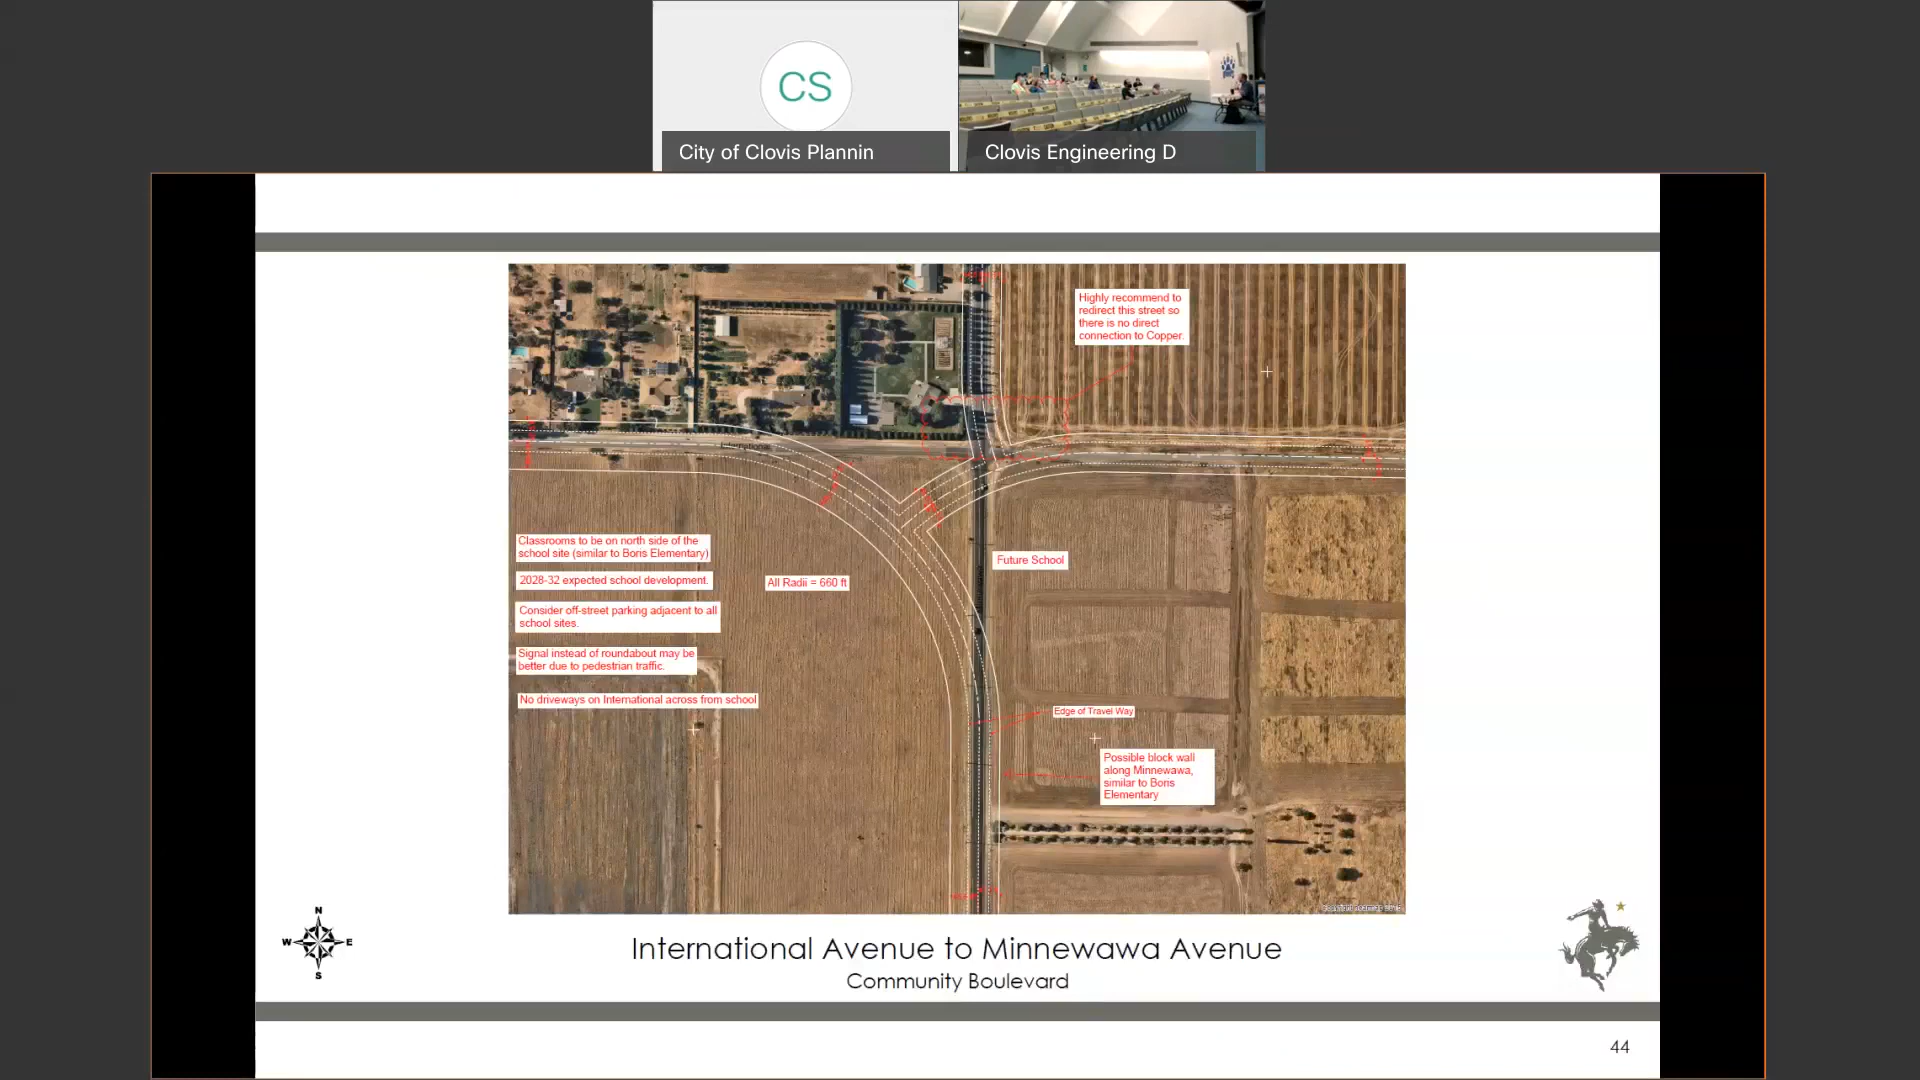 CS
City of Clovis Plannin
Clovis Engineering D
Highly recommend to
redirect this street so
there is no direct
connection to Copper.
International
Classrooms to be on north side of the
school site (similar to Boris Elementary)
2028-32 expected school development.
All Radii = 660 ft
Future School
Consider off-street parking adjacent to all
school sites.
Signal instead of roundabout may be
better due to pedestrian traffic.
No driveways on International across from school
Edge of Travel Way
Possible block wall
along Minnewawa,
similar to Boris
Elementary
N
W E
S
International Avenue to Minnewawa Avenue
Community Boulevard
44